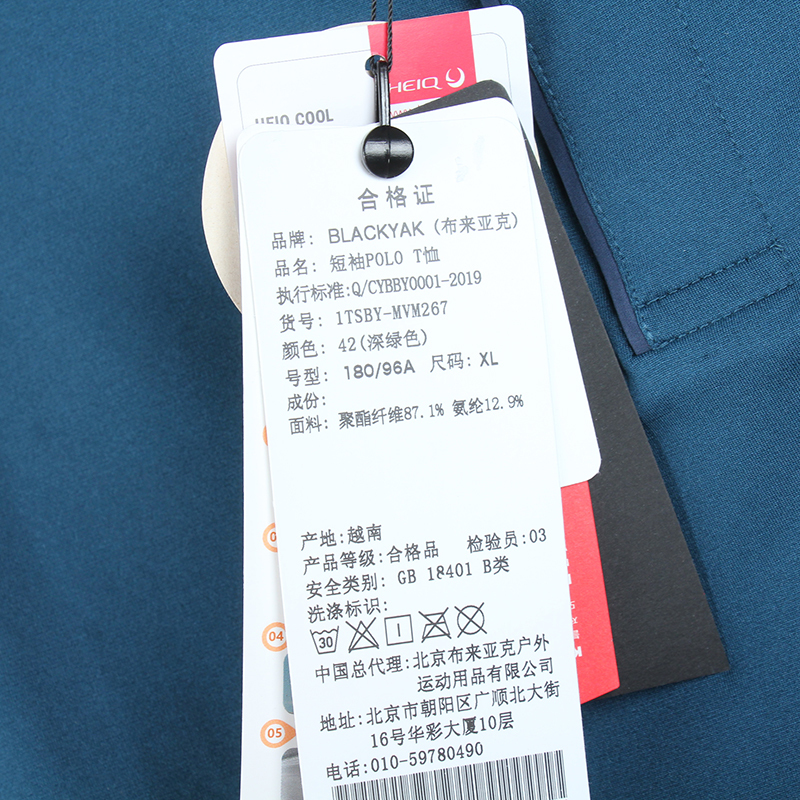 HEIQ
HEIQ COOL
合格证
品牌: BLACKYAK (布来亚克)
品名: 短袖POLO T恤
执行标准:Q/CYBBY0001-2019
货号: 1TSBY-MVM267
颜色: 42(深绿色)
号型: 180/96A 尺码: XL
成份:
面料: 聚酯纤维87.1% 氨纶12.9%
产地:越南
产品等级:合格品 检验员:03
安全类别: GB 18401 B类
洗涤标识:
30
中国总代理:北京布来亚克户外
运动用品有限公司
地址:北京市朝阳区广顺北大街
16号华彩大厦10层
电话:010-59780490
04
05